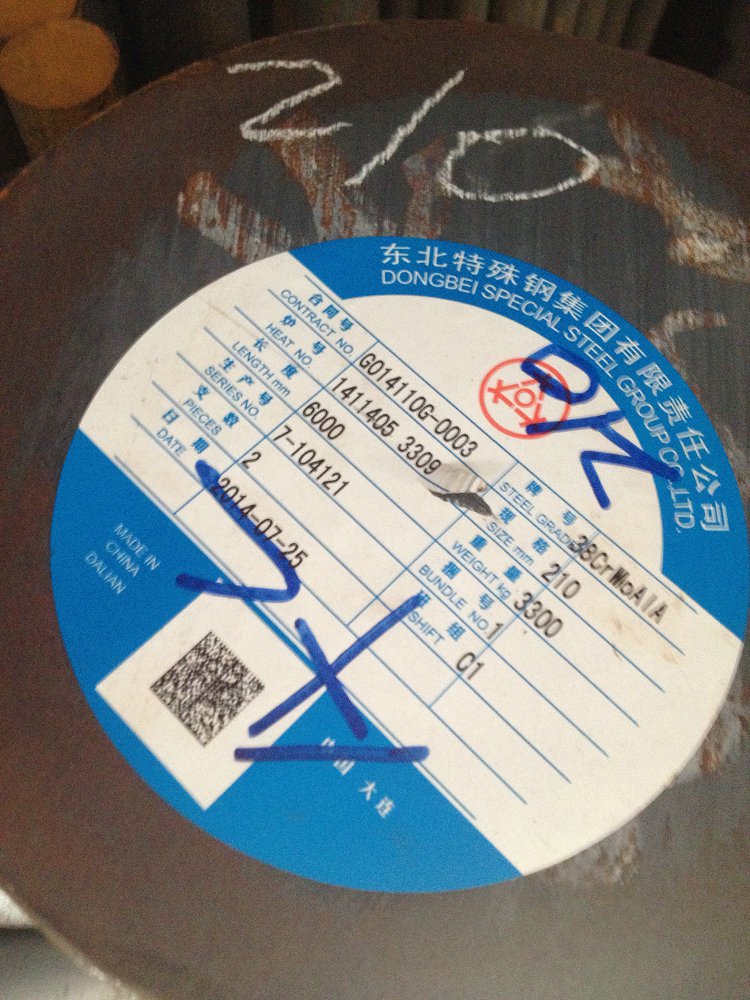 210
东北特殊钢集团有限责任公司
DONGBEI SPECIAL STEEL GROUP CO.,LTD.
合同号
CONTRACT NO.
G014110G-0003
炉号
HEAT NO
1411405 3309
长度
LENGTH mm
6000
生产号
SERIES NO.
7-104121
支数
PIECES
2
日期
DATE
2014-07-25
牌号
STEEL GRADE
38CrMoAlA
规格
SIZE mm
210
重量
WEIGHT kg
3300
捆号
BUNDLE NO.
1
班组
SHIFT
C1
MADE IN
CHINA
DALIAN
中国 大连